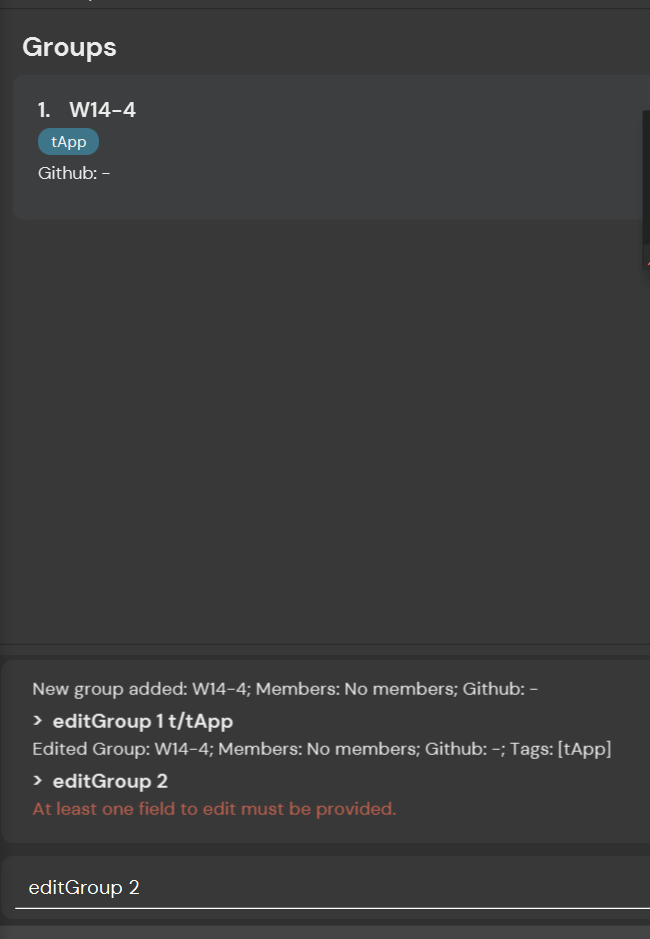 Groups
1. W14-4
tApp
Github: -
New group added: W14-4; Members: No members; Github: -
> editGroup 1 t/tApp
Edited Group: W14-4; Members: No members; Github: -; Tags: [tApp]
> editGroup 2
At least one field to edit must be provided.
editGroup 2